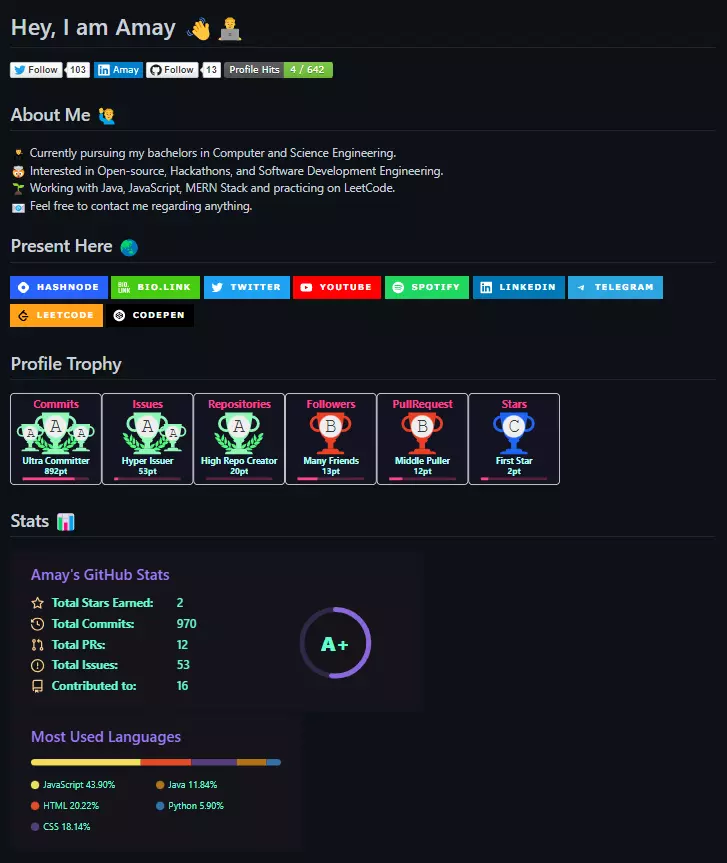 Hey, I am Amay
Follow 103 Amay Follow 13 Profile Hits 4 / 642
About Me
Currently pursuing my bachelors in Computer and Science Engineering.
Interested in Open-source, Hackathons, and Software Development Engineering.
Working with Java, JavaScript, MERN Stack and practicing on LeetCode.
Feel free to contact me regarding anything.
Present Here
HASHNODE BIO.LINK BIO.LINK TWITTER YOUTUBE SPOTIFY LINKEDIN TELEGRAM
LEETCODE CODEPEN
Profile Trophy
Commits Issues Repositories Followers PullRequest Stars
A A A A A A B B C
Ultra Committer Hyper Issuer High Repo Creator Many Friends Middle Puller First Star
892pt 53pt 20pt 13pt 12pt 2pt
Stats
Amay's GitHub Stats
Total Stars Earned: 2
Total Commits: 970
Total PRs: 12
Total Issues: 53
Contributed to: 16
A+
Most Used Languages
JavaScript 43.90% Java 11.84%
HTML 20.22% Python 5.90%
CSS 18.14%